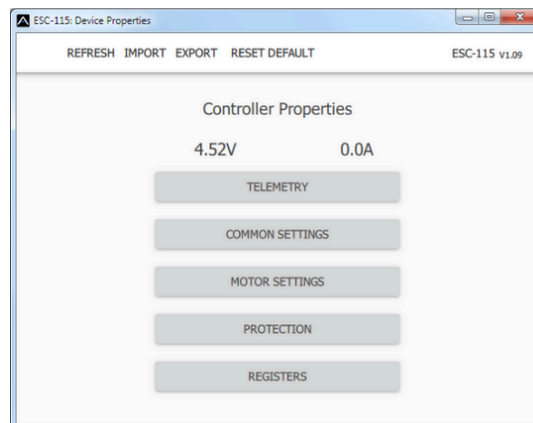 ESC-115: Device Properties
REFRESH IMPORT EXPORT RESET DEFAULT ESC-115 V1.09
Controller Properties
4.52V 0.0A
TELEMETRY
COMMON SETTINGS
MOTOR SETTINGS
PROTECTION
REGISTERS